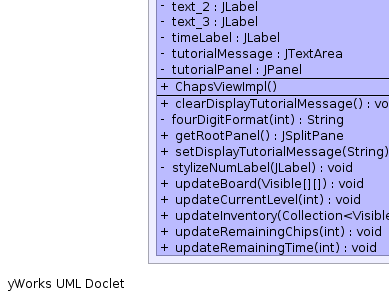 - text_2 : JLabel
- text_3 : JLabel
- timeLabel : JLabel
- tutorialMessage : JTextArea
- tutorialPanel : JPanel
+ ChapsViewImpl()
+ clearDisplayTutorialMessage() : vo
- fourDigitFormat(int) : String
+ getRootPanel() : JSplitPane
+ setDisplayTutorialMessage(String)
- stylizeNumLabel(JLabel) : void
+ updateBoard(Visible[][]) : void
+ updateCurrentLevel(int) : void
+ updateInventory(Collection<Visible
+ updateRemainingChips(int) : void
+ updateRemainingTime(int) : void
yWorks UML Doclet